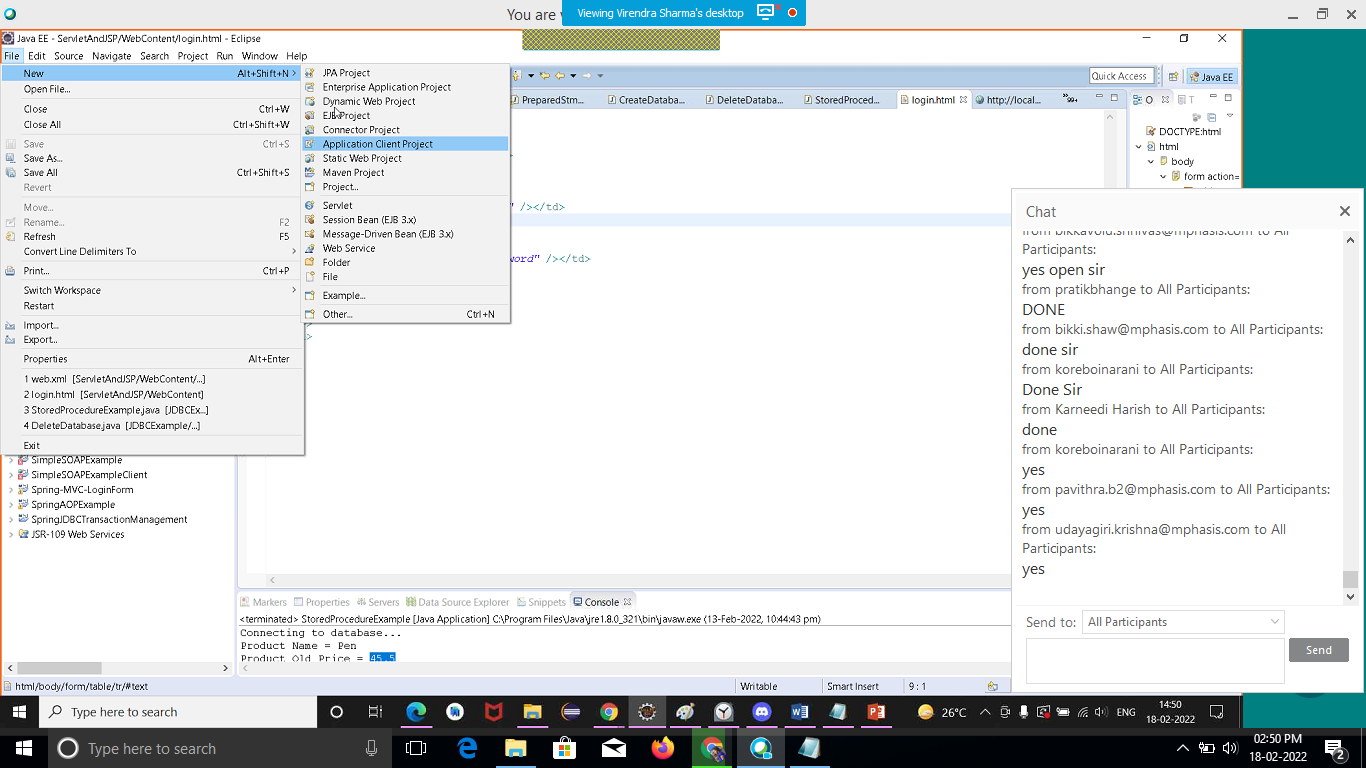 You are
Viewing Virendra Sharma's desktop
Java EE - ServletAndJSP/WebContent/login.html - Eclipse
File Edit Source Navigate Search Project Run Window Help
Quick Access
Java EE
New Alt+Shift+N
Open File...
Close Ctrl+W
Close All Ctrl+Shift+W
Save Ctrl+S
Save As...
Save All Ctrl+Shift+S
Revert
Move...
Rename... F2
Refresh F5
Convert Line Delimiters To
Print... Ctrl+P
Switch Workspace
Restart
Import...
Export...
Properties Alt+Enter
1 web.xml [ServletAndJSP/WebContent/...]
2 login.html [ServletAndJSP/WebContent]
3 StoredProcedureExample.java [JDBCEx...]
4 DeleteDatabase.java [JDBCExample/...]
Exit
JPA Project
Enterprise Application Project
Dynamic Web Project
EJB Project
Connector Project
Application Client Project
Static Web Project
Maven Project
Project...
Servlet
Session Bean (EJB 3.x)
Message-Driven Bean (EJB 3.x)
Web Service
Folder
File
Example...
Other... Ctrl+N
PreparedStm...
CreateDataba...
DeleteDataba...
StoredProced...
login.html
http://local...
" /></td>
word" /></td>
>
O
T
DOCTYPE:html
html
body
form action=
SimpleSOAPExample
SimpleSOAPExampleClient
Spring-MVC-LoginForm
SpringAOPExample
SpringJDBCTransactionManagement
JSR-109 Web Services
Markers Properties Servers Data Source Explorer Snippets Console
<terminated> StoredProcedureExample [Java Application] C:\Program Files\Java\jre1.8.0_321\bin\javaw.exe (13-Feb-2022, 10:44:43 pm)
Connecting to database...
Product Name = Pen
Product Old Price = 45.5
html/body/form/table/tr/#text
Writable
Smart Insert
9 : 1
Chat
from bikkavolu.srinivas@mphasis.com to All
Participants:
yes open sir
from pratikbhange to All Participants:
DONE
from bikki.shaw@mphasis.com to All Participants:
done sir
from koreboinarani to All Participants:
Done Sir
from Karneedi Harish to All Participants:
done
from koreboinarani to All Participants:
yes
from pavithra.b2@mphasis.com to All Participants:
yes
from udayagiri.krishna@mphasis.com to All
Participants:
yes
Send to: All Participants
Send
Type here to search
26°C
ENG
14:50
18-02-2022
Type here to search
02:50 PM
18-02-2022
2